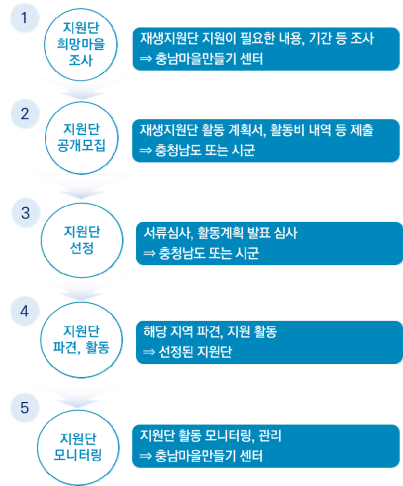 1
지원단
희망마을
조사
재생지원단 지원이 필요한 내용, 기간 등 조사
⇒ 충남마을만들기 센터
2
지원단
공개모집
재생지원단 활동 계획서, 활동비 내역 등 제출
⇒ 충청남도 또는 시군
3
지원단
선정
서류심사, 활동계획 발표 심사
⇒ 충청남도 또는 시군
4
지원단
파견, 활동
해당 지역 파견, 지원 활동
⇒ 선정된 지원단
5
지원단
모니터링
지원단 활동 모니터링, 관리
⇒ 충남마을만들기 센터